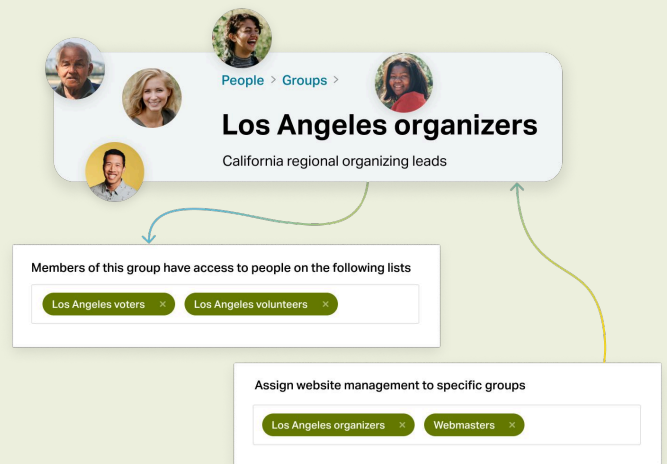 People > Groups >
Los Angeles organizers
California regional organizing leads
Members of this group have access to people on the following lists
Los Angeles voters × Los Angeles volunteers ×
Assign website management to specific groups
Los Angeles organizers × Webmasters ×